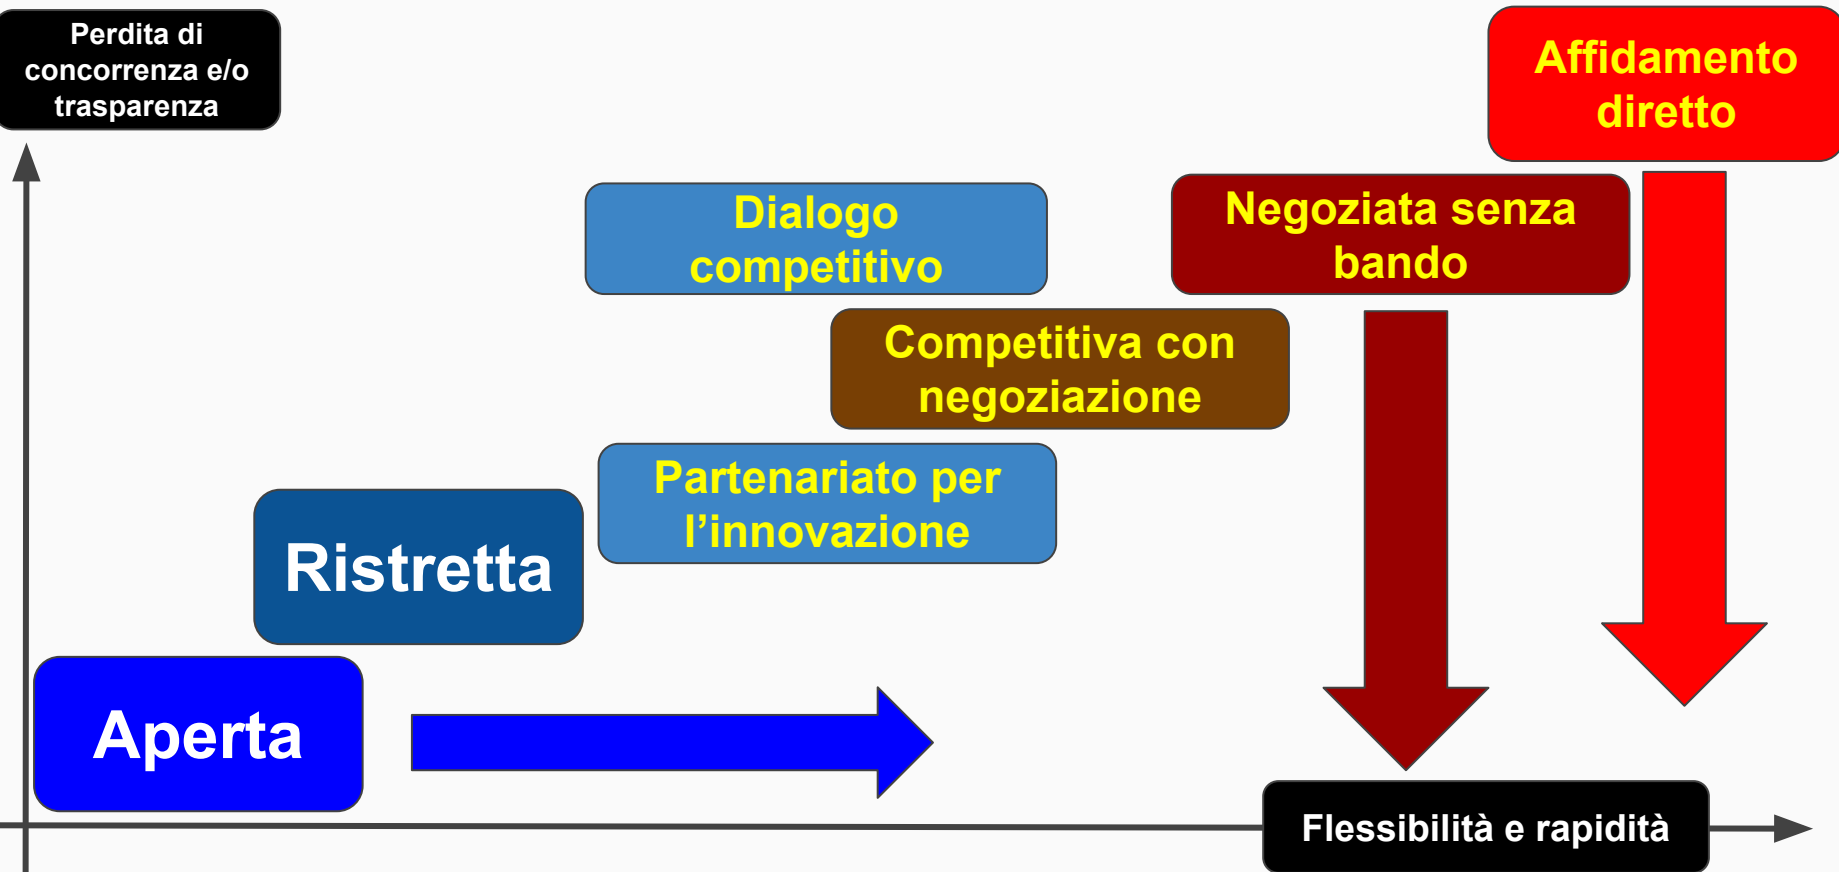 Perdita di
concorrenza e/o
trasparenza
Affidamento
diretto
Dialogo
competitivo
Negoziata senza
bando
Competitiva con
negoziazione
Partenariato per
l’innovazione
Ristretta
Aperta
Flessibilità e rapidità